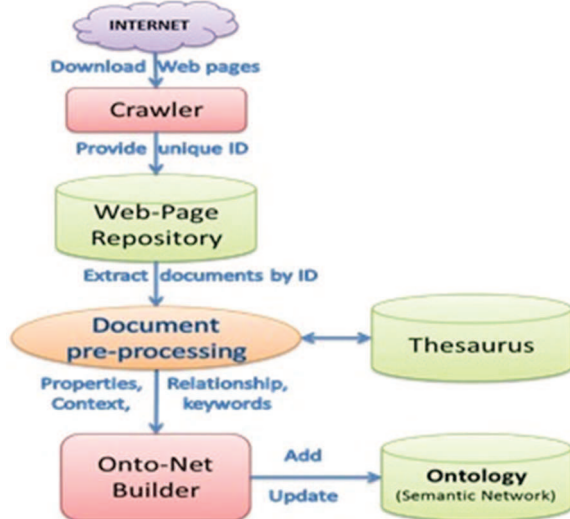 INTERNET
Download Web pages
Crawler
Provide unique ID
Web-Page
Repository
Extract documents by ID
Document
pre-processing
Thesaurus
Properties, Relationship,
Context, keywords
Onto-Net
Builder
Add
Update
Ontology
(Semantic Network)